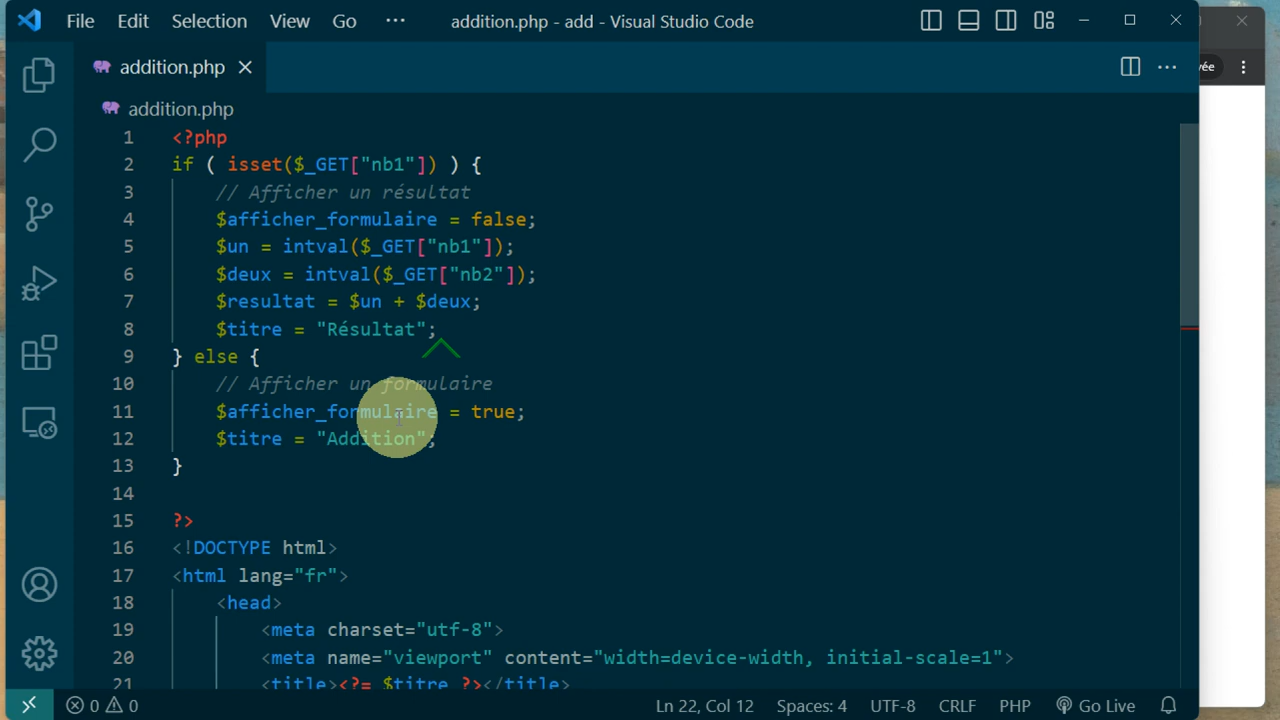 File Edit Selection View Go ··· addition.php - add - Visual Studio Code
addition.php
vée
addition.php
1 <?php
2 if ( isset($_GET["nb1"]) ) {
3 // Afficher un résultat
4 $afficher_formulaire = false;
5 $un = intval($_GET["nb1"]);
6 $deux = intval($_GET["nb2"]);
7 $resultat = $un + $deux;
8 $titre = "Résultat";
9 } else {
10 // Afficher un formulaire
11 $afficher_formulaire = true;
12 $titre = "Addition";
13 }
14
15 ?>
16 <!DOCTYPE html>
17 <html lang="fr">
18 <head>
19 <meta charset="utf-8">
20 <meta name="viewport" content="width=device-width, initial-scale=1">
21 <title><?= $titre ?></title>
0 0 Ln 22, Col 12 Spaces: 4 UTF-8 CRLF PHP Go Live